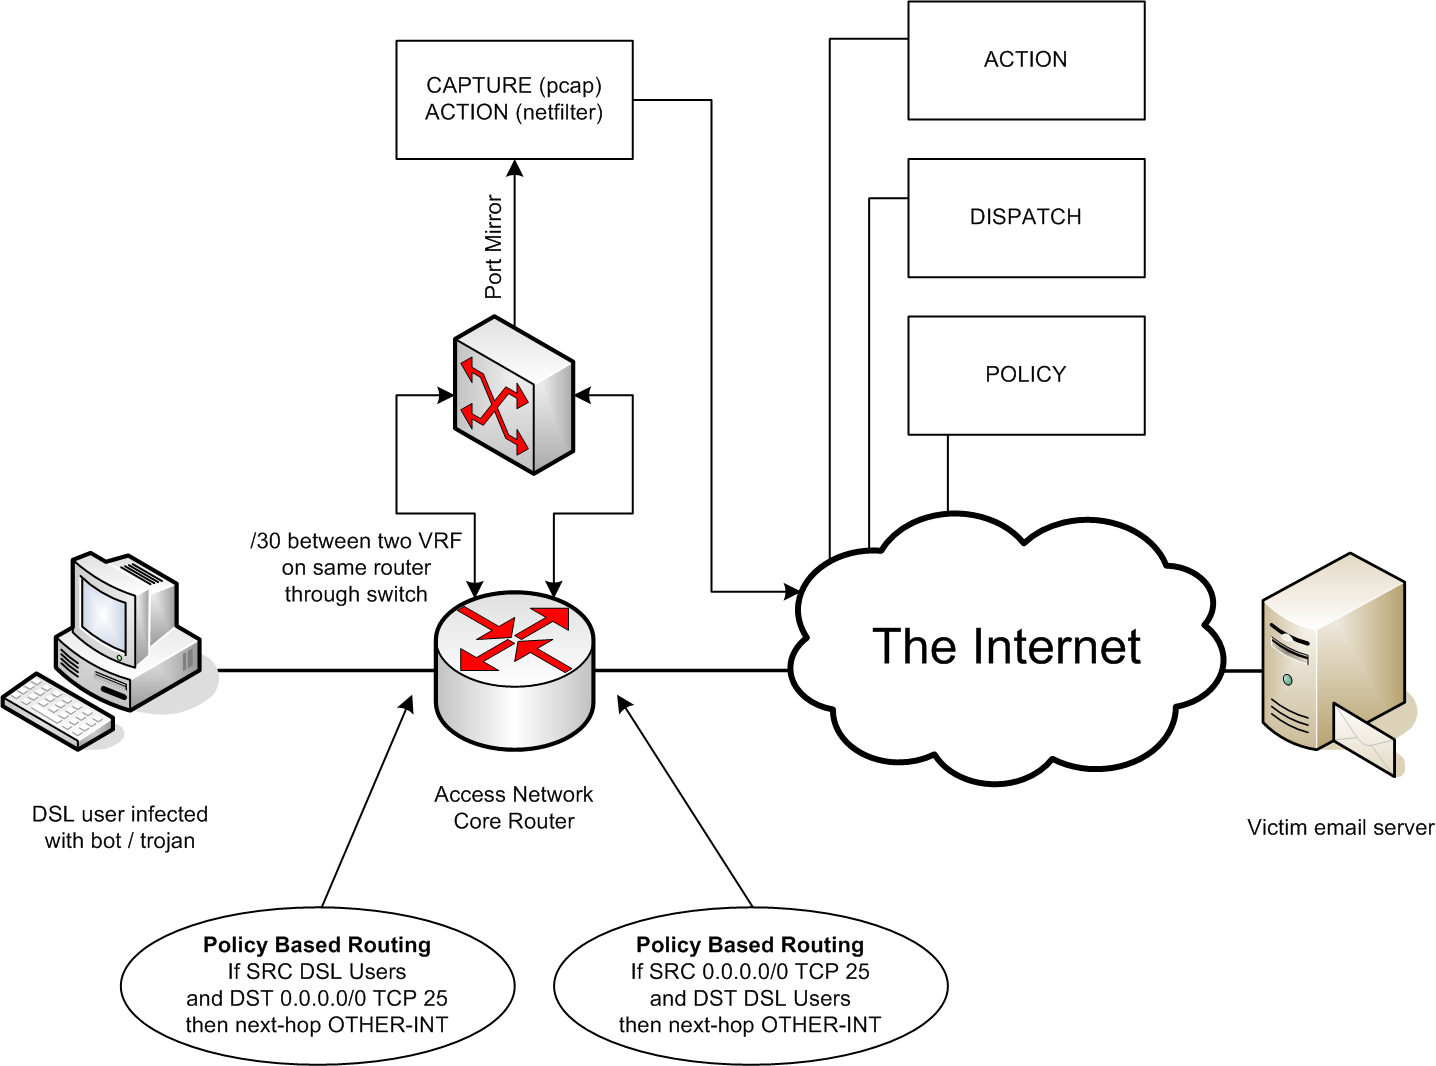 CAPTURE (pcap)
ACTION (netfilter)
ACTION
DISPATCH
POLICY
Port Mirror
/30 between two VRF
on same router
through switch
The Internet
DSL user infected
with bot / trojan
Access Network
Core Router
Victim email server
Policy Based Routing
If SRC DSL Users
and DST 0.0.0.0/0 TCP 25
then next-hop OTHER-INT
Policy Based Routing
If SRC 0.0.0.0/0 TCP 25
and DST DSL Users
then next-hop OTHER-INT